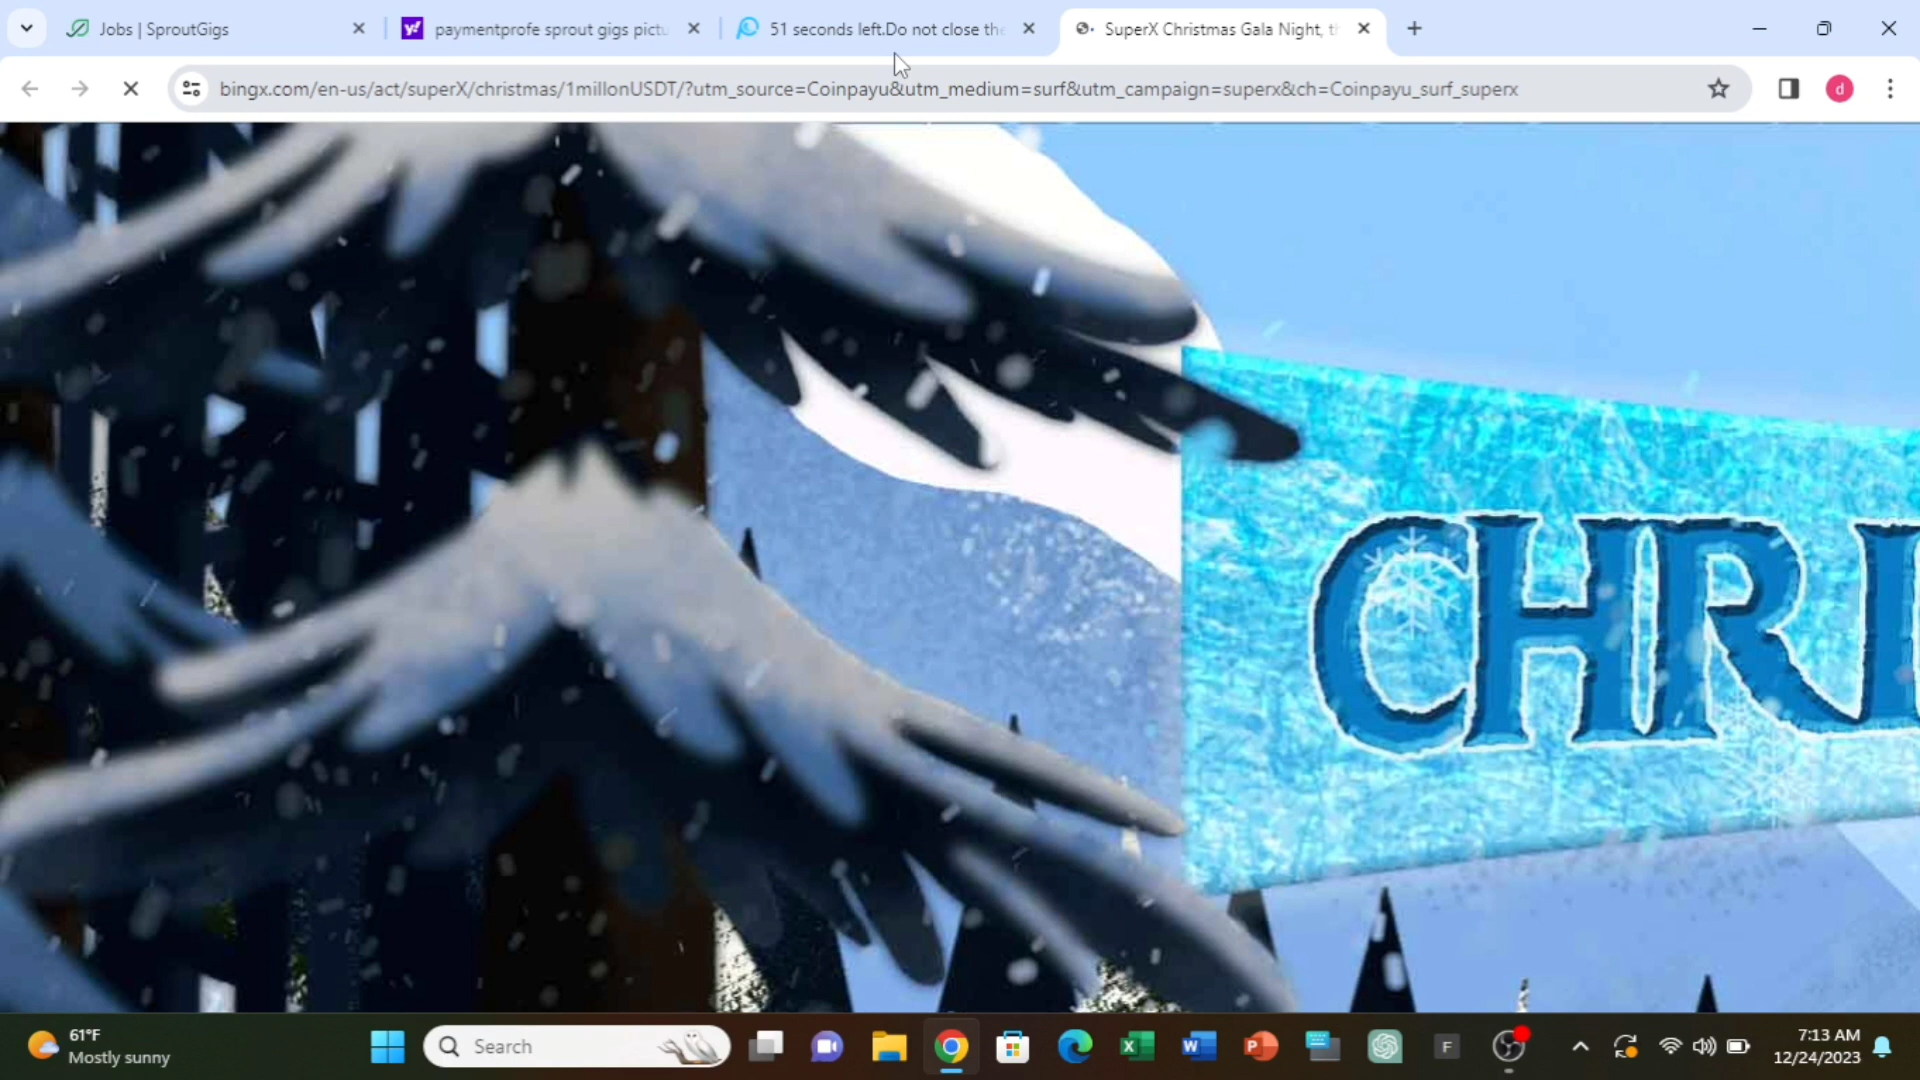 Jobs | SproutGigs
paymentprofe sprout gigs pictu
51 seconds left.Do not close the
SuperX Christmas Gala Night, th
bingx.com/en-us/act/superX/christmas/1millonUSDT/?utm_source=Coinpayu&utm_medium=surf&utm_campaign=superx&ch=Coinpayu_surf_superx
d
CHRI
61°F
Mostly sunny
Search
F
7:13 AM
12/24/2023